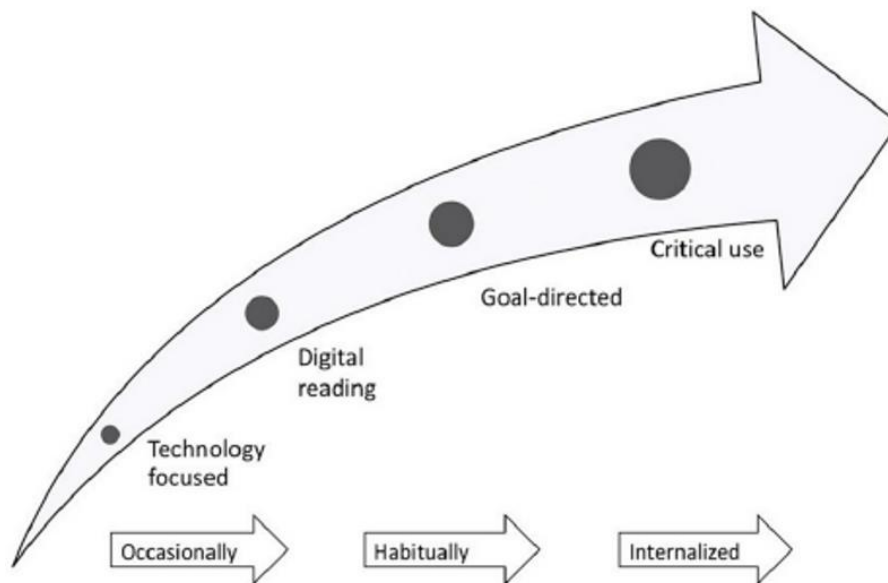 Critical use
Goal-directed
Digital
reading
Technology
focused
Occasionally
Habitually
Internalized